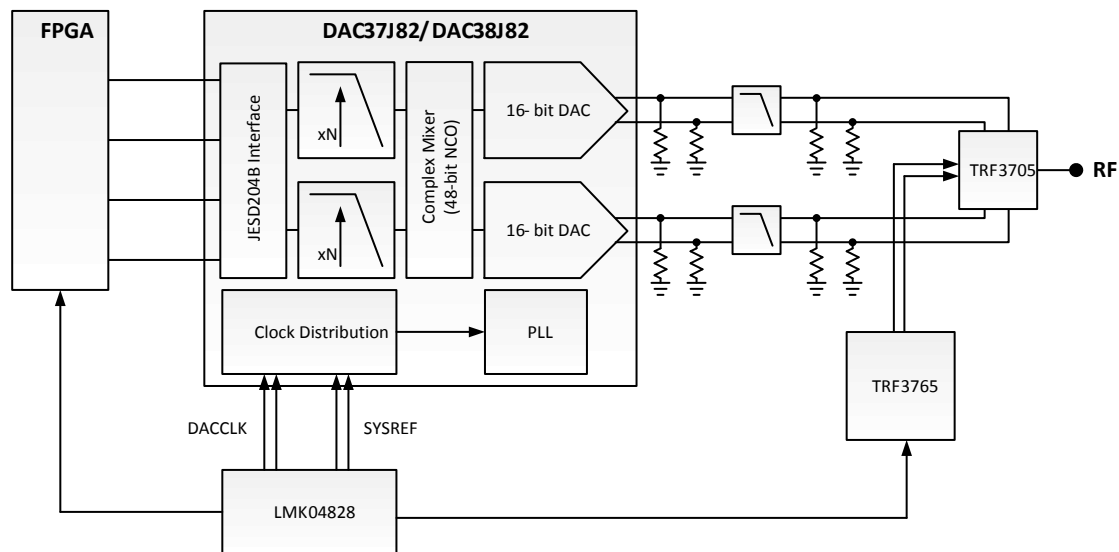 FPGA
DAC37J82/ DAC38J82
JESD204B Interface
xN
xN
Complex Mixer
(48-bit NCO)
16- bit DAC
16- bit DAC
TRF3705
RF
Clock Distribution
PLL
TRF3765
DACCLK
SYSREF
LMK04828